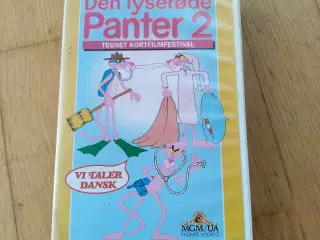 Den lyserøde
Panter 2
TEGNET KORTFILMFESTIVAL
VI TALER
DANSK
MGM/UA
HOME VIDEO